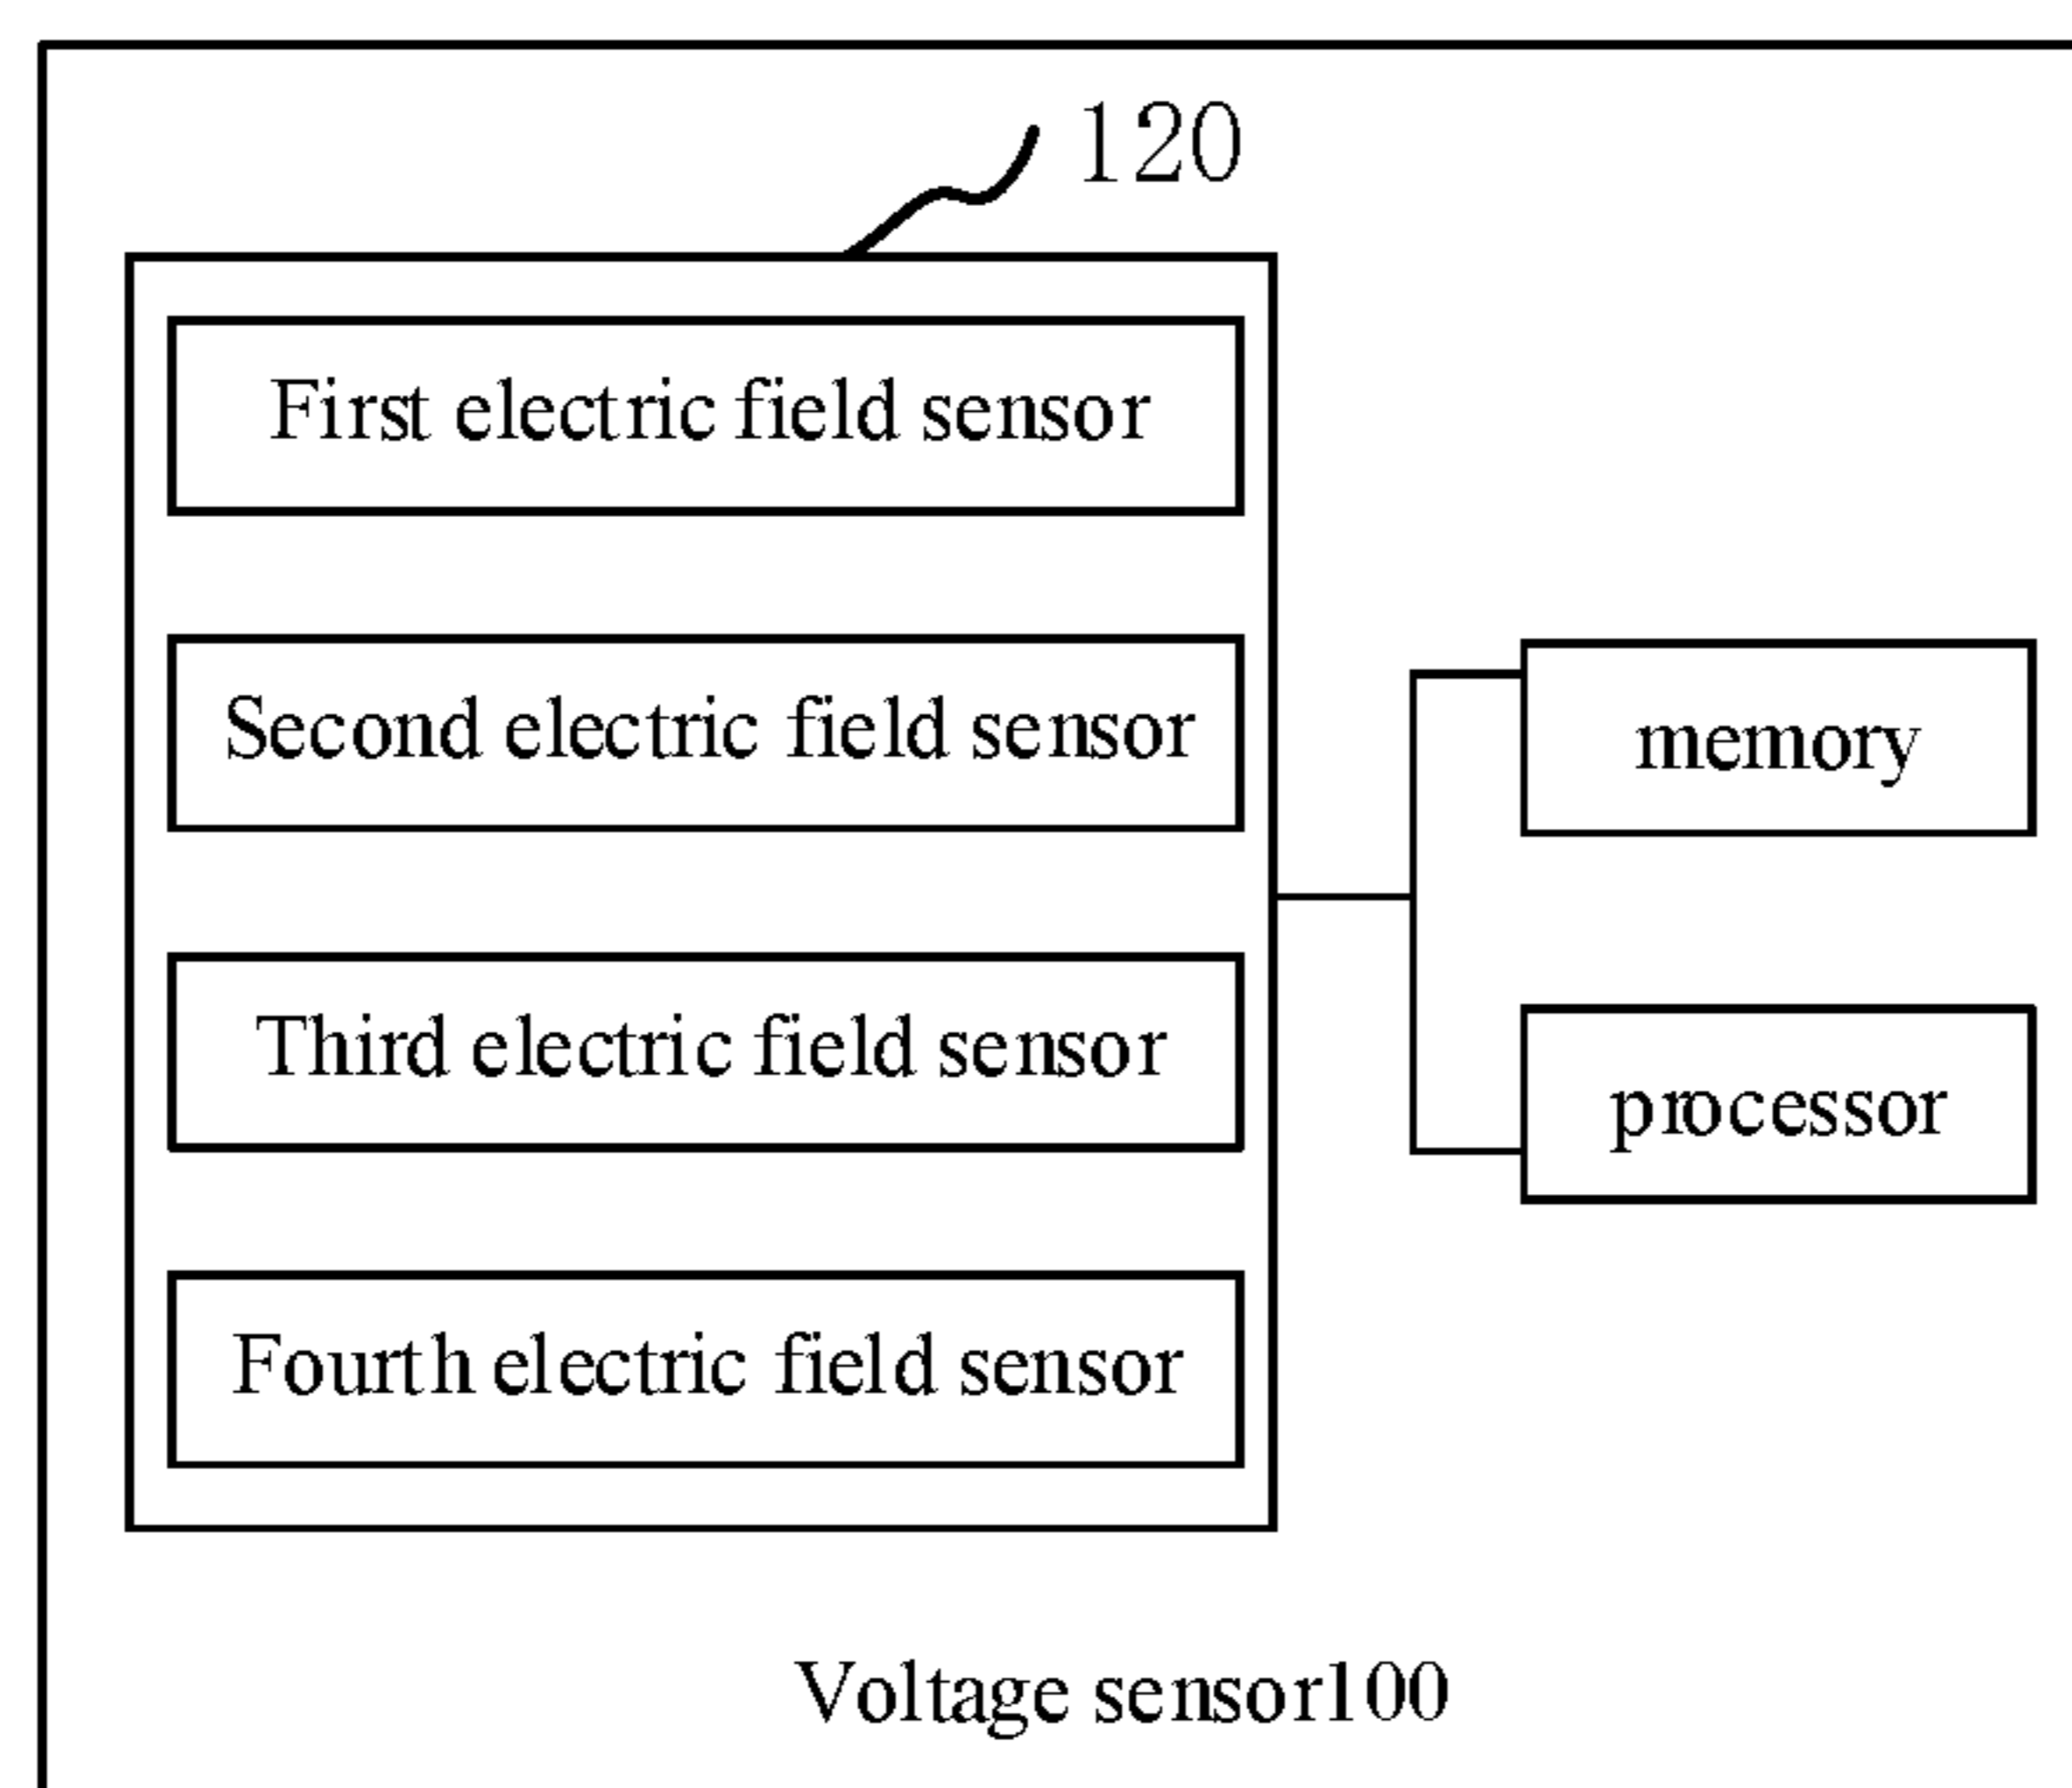 120
First electric field sensor
Second electric field sensor
Third electric field sensor
Fourth electric field sensor
memory
processor
Voltage sensor100